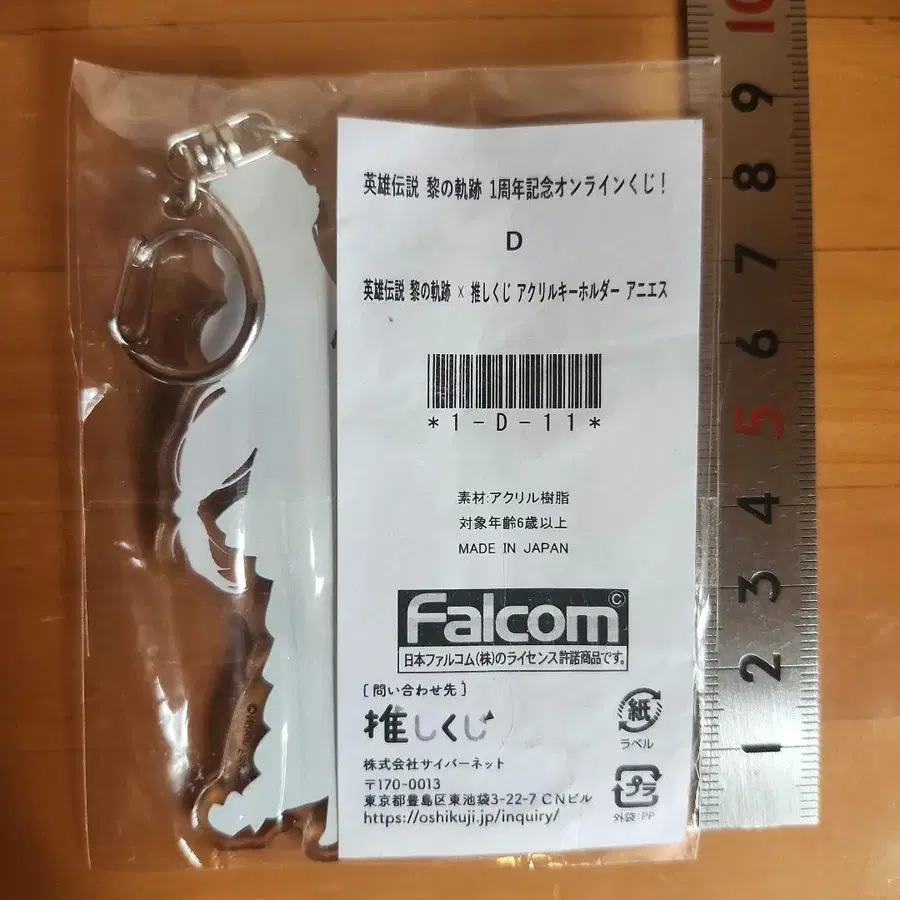 英雄伝説 黎の軌跡 1周年記念オンラインくじ！
D
英雄伝説 黎の軌跡 × 推しくじ アクリルキーホルダー アニエス
*1-D-11*
素材:アクリル樹脂
対象年齢6歳以上
MADE IN JAPAN
Falcom ©
日本ファルコム(株)のライセンス許諾商品です。
[問い合わせ先]
推しくじ
株式会社サイバーネット
〒170-0013
東京都豊島区東池袋3-22-7 CNビル
https://oshikuji.jp/inquiry/
紙
ラベル
プラ
外袋:PP
10
9
8
7
6
5
4
3
2
1